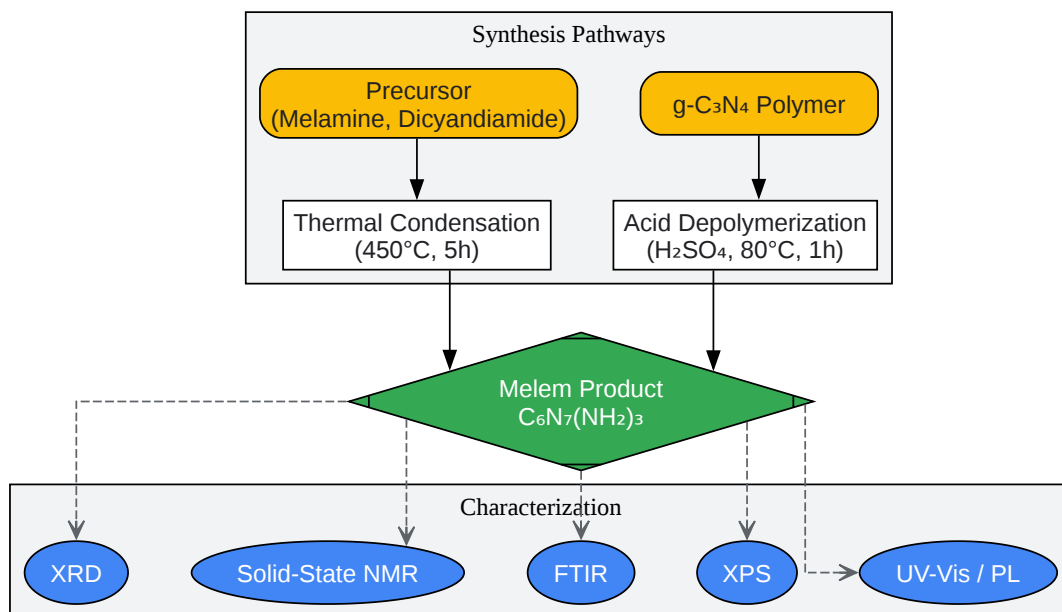 Synthesis Pathways
Precursor
(Melamine, Dicyandiamide)
g-C₃N₄ Polymer
Thermal Condensation
(450°C, 5h)
Acid Depolymerization
(H₂SO₄, 80°C, 1h)
Melem Product
C₆N₇(NH₂)₃
Characterization
XRD
Solid-State NMR
FTIR
XPS
UV-Vis / PL